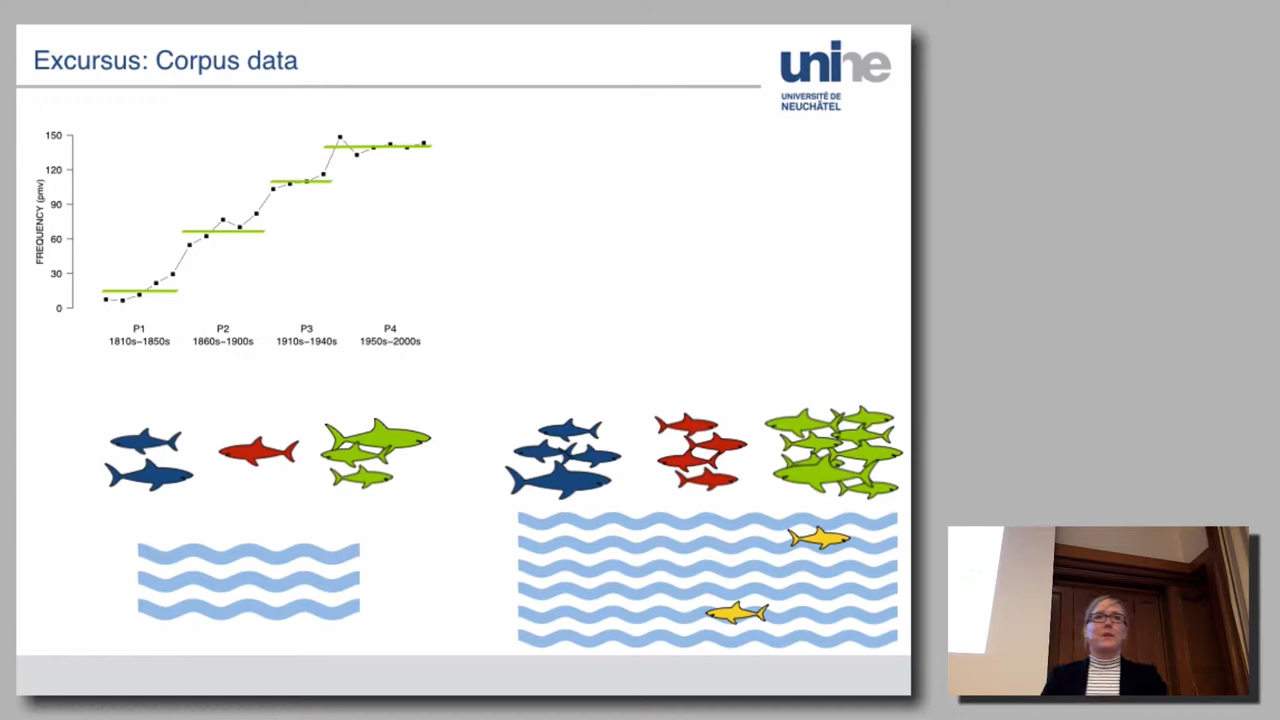 Excursus: Corpus data
unine
UNIVERSITÉ DE
NEUCHÂTEL
150
120
90
60
30
0
FREQUENCY (pmw)
P1 P2 P3 P4
1810s–1850s 1860s–1900s 1910s–1940s 1950s–2000s